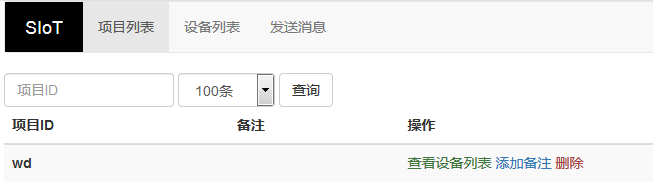 SIoT 项目列表 设备列表 发送消息
项目ID 100条 查询
项目ID 备注 操作
wd 查看设备列表 添加备注 删除